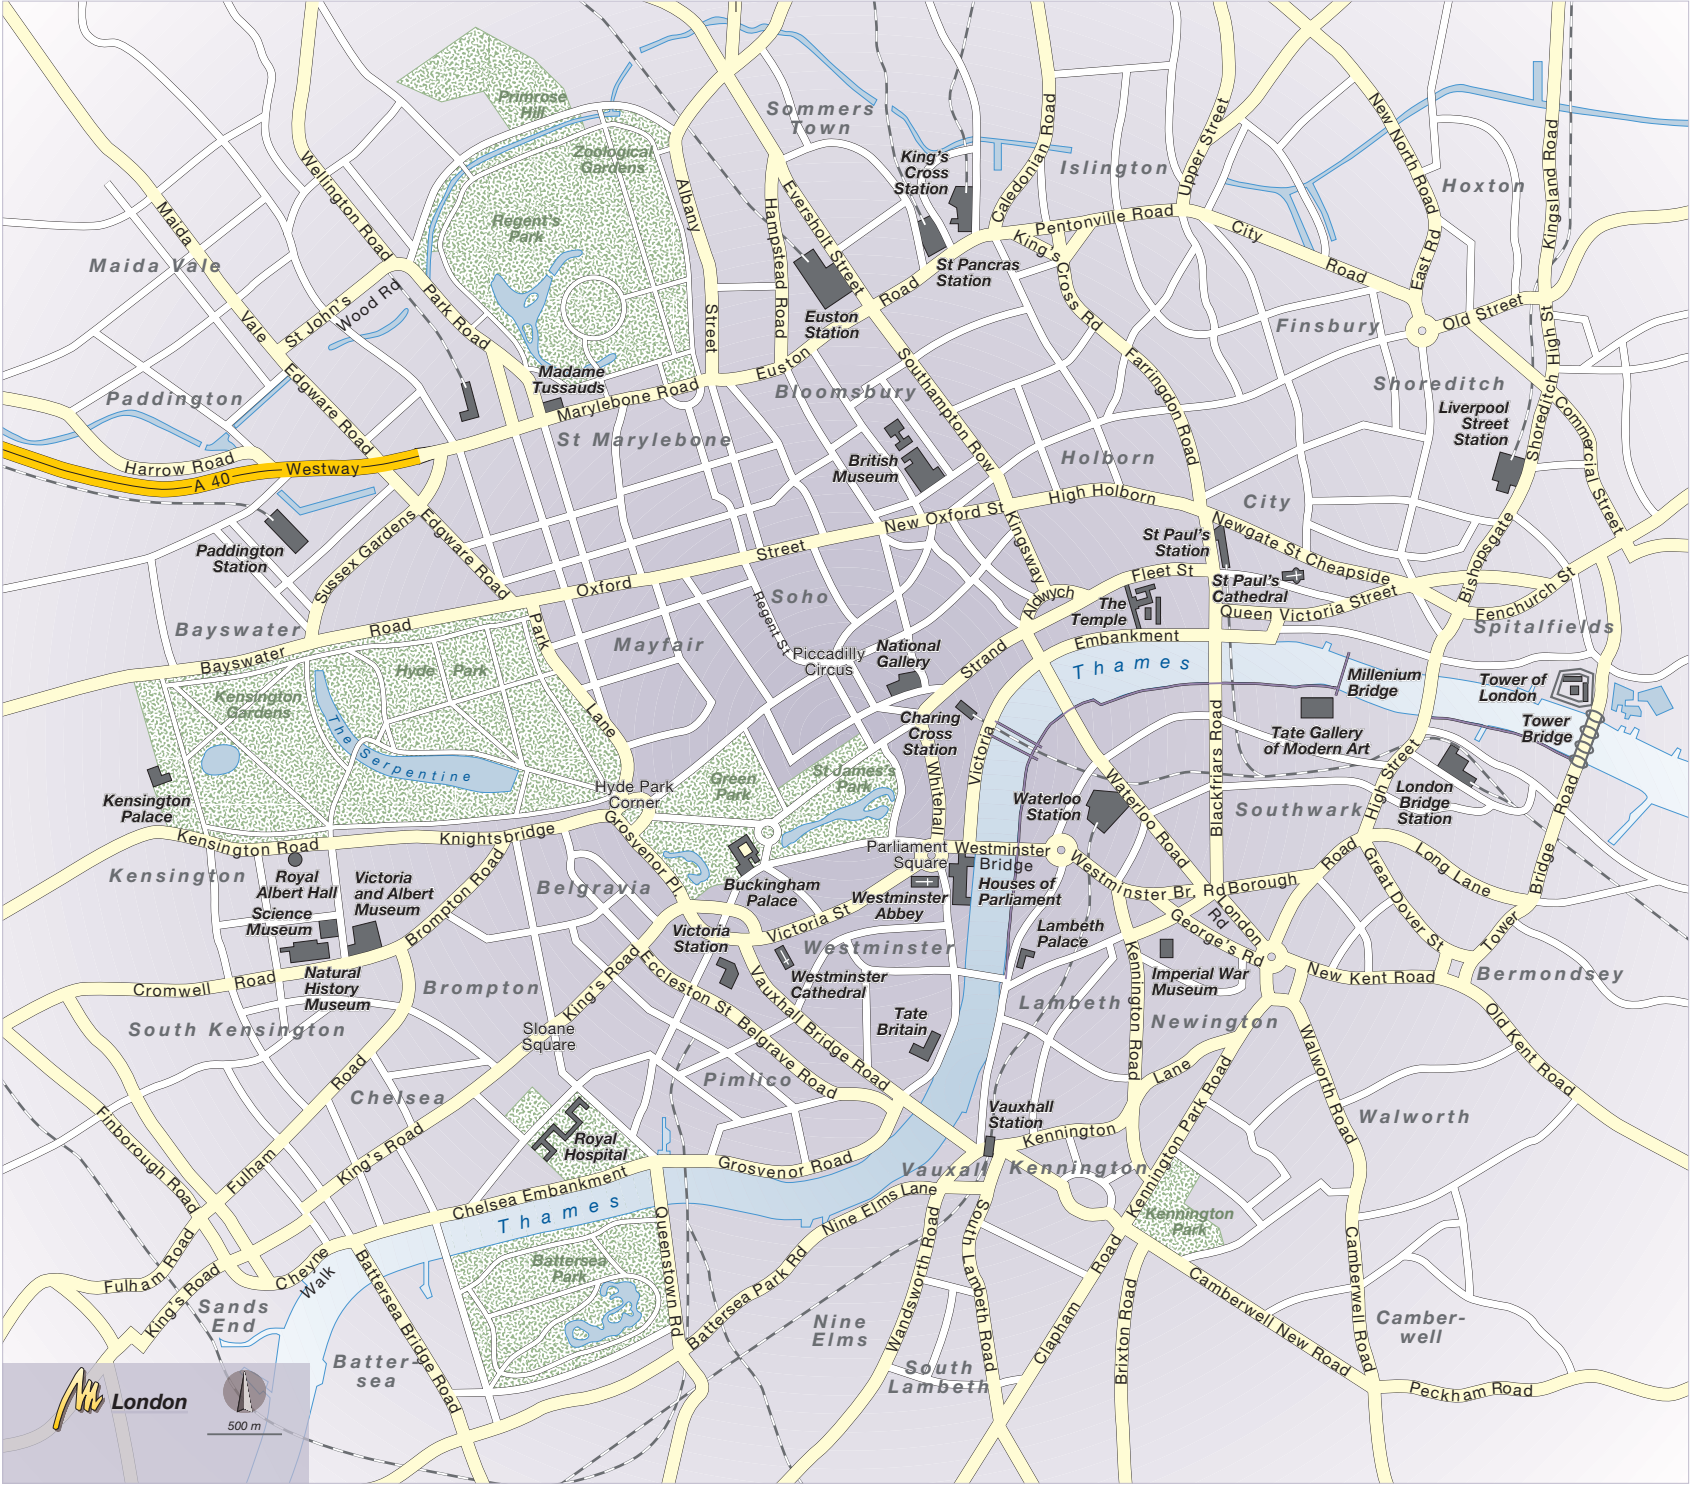 Primrose
Hill
Sommers
Town
Zoological
Gardens
King's
Cross
Station
Caledonian Road
Islington
Upper Street
New North Road
Hoxton
Kingsland Road
Wellington Road
Maida
Vale
Maida Vale
Albany
Street
Hampstead Road
Eversholt Street
Regent's
Park
Pentonville Road
King's Cross Rd
City
Road
East Rd
St Pancras
Station
Euston
Station
St John's
Wood Rd
Park Road
Euston
Road
Finsbury
Old Street
Shoreditch High St
Shoreditch
Madame
Tussauds
Marylebone Road
Bloomsbury
Southampton Row
Farringdon Road
Edgware Road
Paddington
Liverpool
Street
Station
Commercial Street
St Marylebone
Harrow Road
Westway
A 40
British
Museum
Holborn
High Holborn
City
Paddington
Station
Sussex Gardens
Edgware Road
New Oxford St
Kingsway
Oxford
Street
St Paul's
Station
Newgate St
Cheapside
Bishopsgate
Fleet St
St Paul's
Cathedral
Queen Victoria Street
Fenchurch St
Spitalfields
Aldwych
The
Temple
Embankment
Soho
Regent St
Mayfair
Bayswater
Bayswater
Road
Park
Lane
Piccadilly
Circus
National
Gallery
Strand
Thames
Millenium
Bridge
Tower of
London
Tower
Bridge
Hyde Park
Kensington
Gardens
The Serpentine
Charing
Cross
Station
Victoria
Whitehall
Blackfriars Road
Tate Gallery
of Modern Art
High Street
London
Bridge
Station
Green
Park
St James's
Park
Hyde Park
Corner
Kensington
Palace
Waterloo
Station
Waterloo Road
Southwark
Kensington Road
Knightsbridge
Grosvenor Pl
Parliament
Square
Westminster
Bridge
Westminster Br. Rd
Borough
Road
Long Lane
Tower
Bridge
Road
Great Dover St
Kensington
Royal
Albert Hall
Victoria
and Albert
Museum
Science
Museum
Brompton Road
Belgravia
Buckingham
Palace
Westminster
Abbey
Houses of
Parliament
Victoria
Station
Victoria St
Westminster
Westminster
Cathedral
Lambeth
Palace
George's Rd
London
Rd
Imperial War
Museum
New Kent Road
Bermondsey
Cromwell
Road
Natural
History
Museum
Brompton
King's Road
Eccleston St
Belgrave Road
Vauxhall Bridge Road
Tate
Britain
Lambeth
Kennington Road
Newington
Old Kent Road
Walworth Road
South Kensington
Sloane
Square
Pimlico
Chelsea
Lane
Kennington Park Road
Walworth
Finborough Road
Fulham
Road
King's Road
Royal
Hospital
Vauxhall
Station
Kennington
Grosvenor Road
Vauxall
Kennington
Chelsea Embankment
Thames
Nine Elms Lane
Kennington
Park
Queenstown Rd
Battersea
Park
Battersea Park Rd
Wandsworth Road
South Lambeth Road
Clapham
Road
Brixton Road
Camberwell New Road
Camberwell Road
Fulham Road
King's Road
Cheyne
Walk
Battersea Bridge Road
Sands
End
Batter-
sea
Nine
Elms
South
Lambeth
Camber-
well
Peckham Road
London
500 m